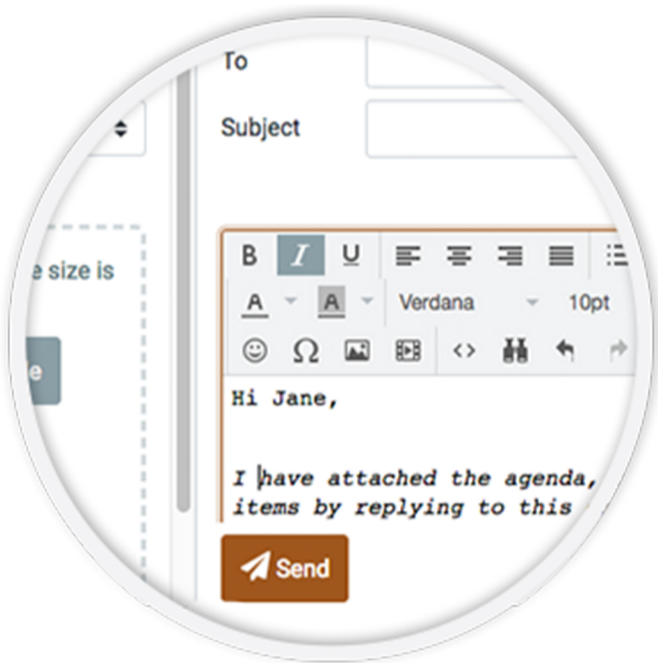 To
Subject
e size is
e
B I U
A A Verdana 10pt
Ω <>
Hi Jane,
I have attached the agenda,
items by replying to this
Send